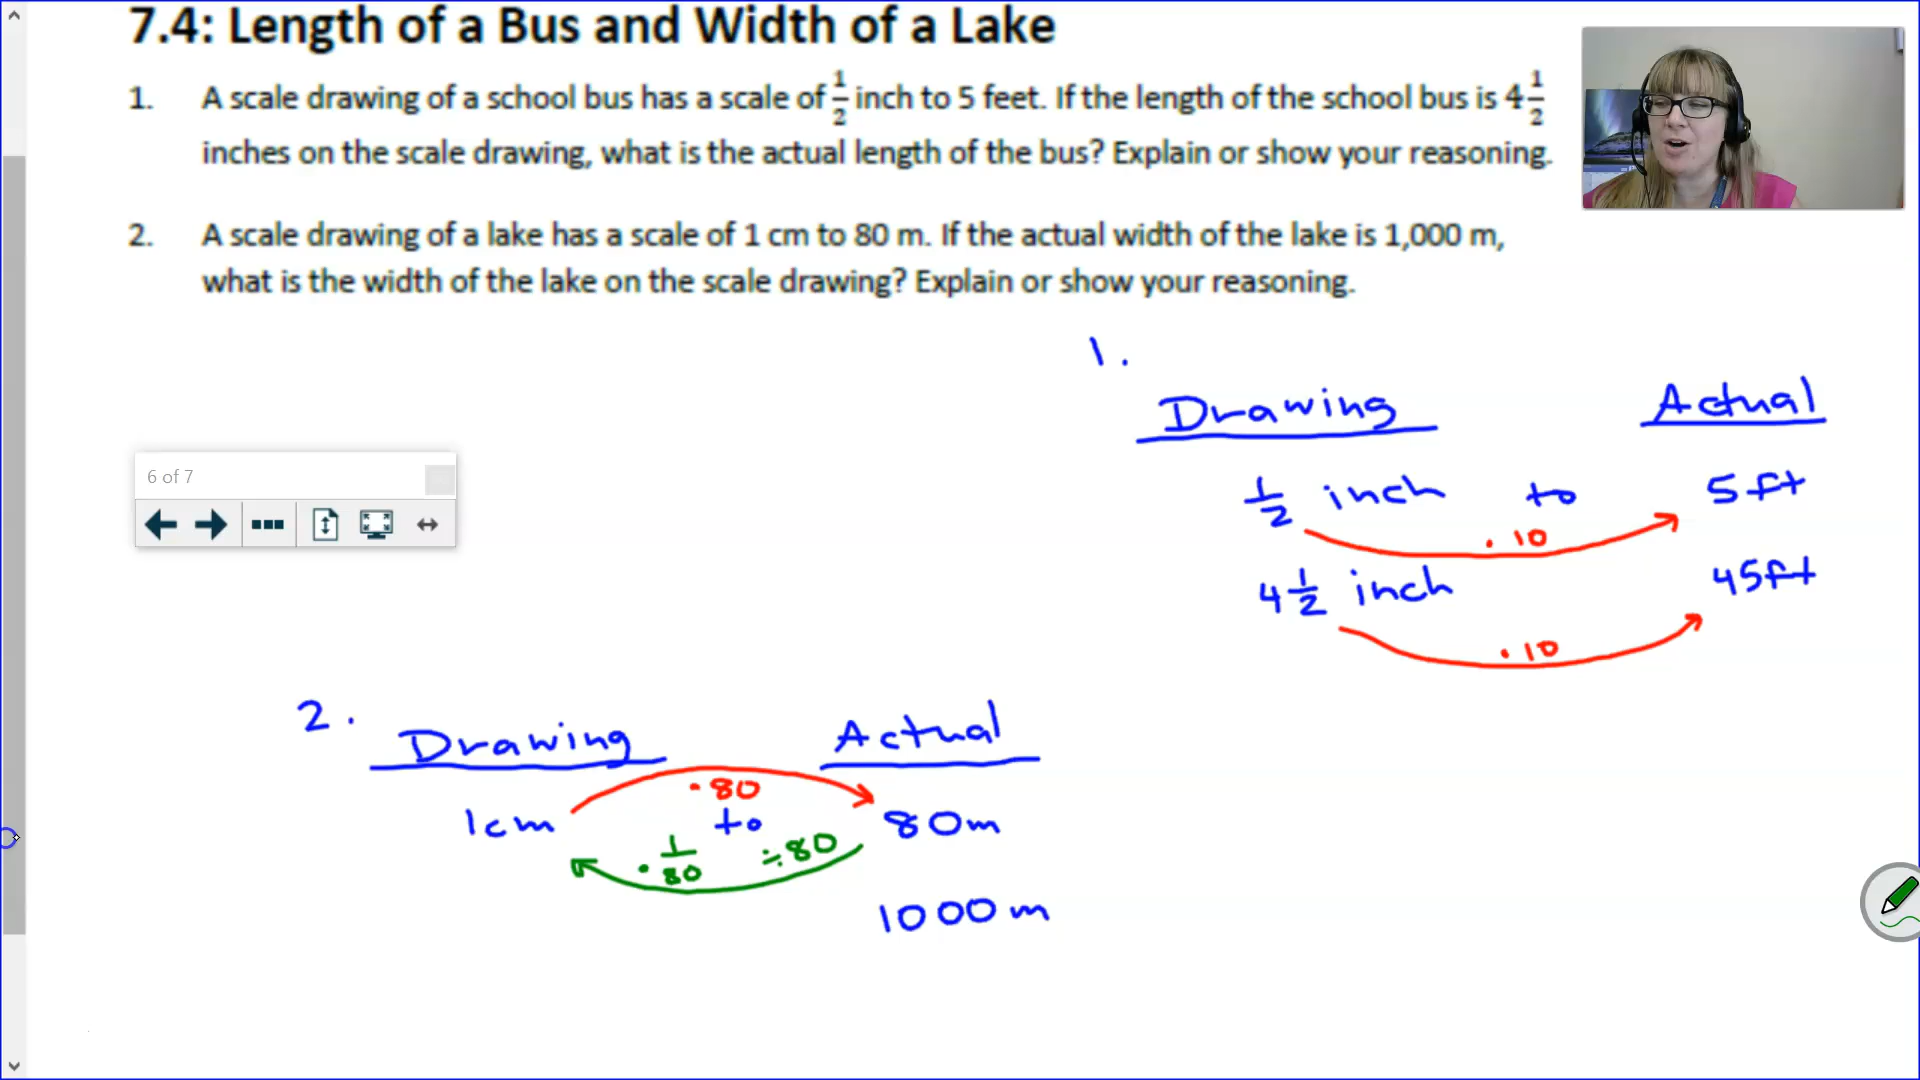 7.4: Length of a Bus and Width of a Lake
1. A scale drawing of a school bus has a scale of 1/2 inch to 5 feet. If the length of the school bus is 4 1/2
inches on the scale drawing, what is the actual length of the bus? Explain or show your reasoning.
2. A scale drawing of a lake has a scale of 1 cm to 80 m. If the actual width of the lake is 1,000 m,
what is the width of the lake on the scale drawing? Explain or show your reasoning.
1.
Drawing Actual
1/2 inch to 5ft
· 10
4 1/2 inch 45ft
· 10
6 of 7
2.
Drawing Actual
· 80
1cm to 80m
· 1/80 ÷80
1000m